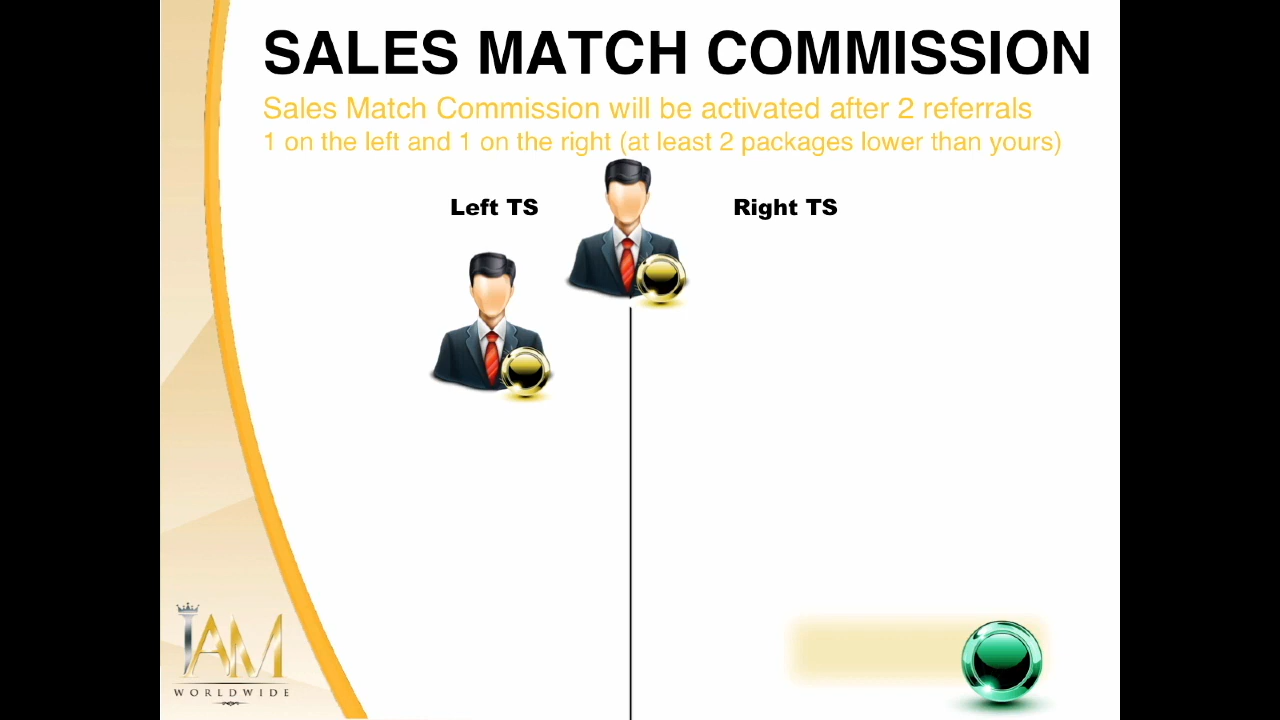 SALES MATCH COMMISSION
Sales Match Commission will be activated after 2 referrals
1 on the left and 1 on the right (at least 2 packages lower than yours)
Left TS
Right TS
IAM
WORLDWIDE